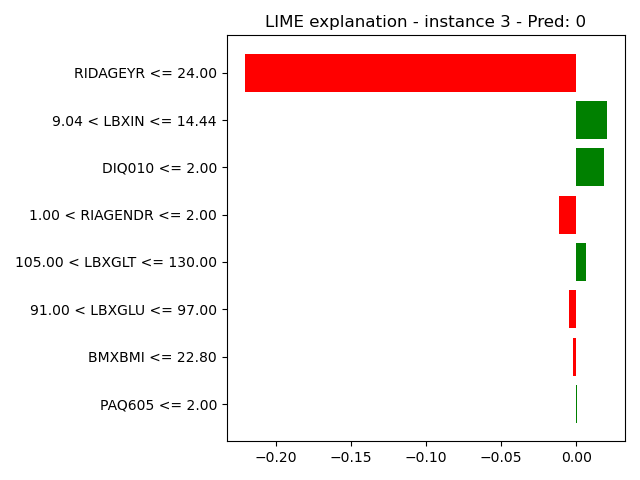 LIME explanation - instance 3 - Pred: 0
RIDAGEYR <= 24.00
9.04 < LBXIN <= 14.44
DIQ010 <= 2.00
1.00 < RIAGENDR <= 2.00
105.00 < LBXGLT <= 130.00
91.00 < LBXGLU <= 97.00
BMXBMI <= 22.80
PAQ605 <= 2.00
−0.20 −0.15 −0.10 −0.05 0.00